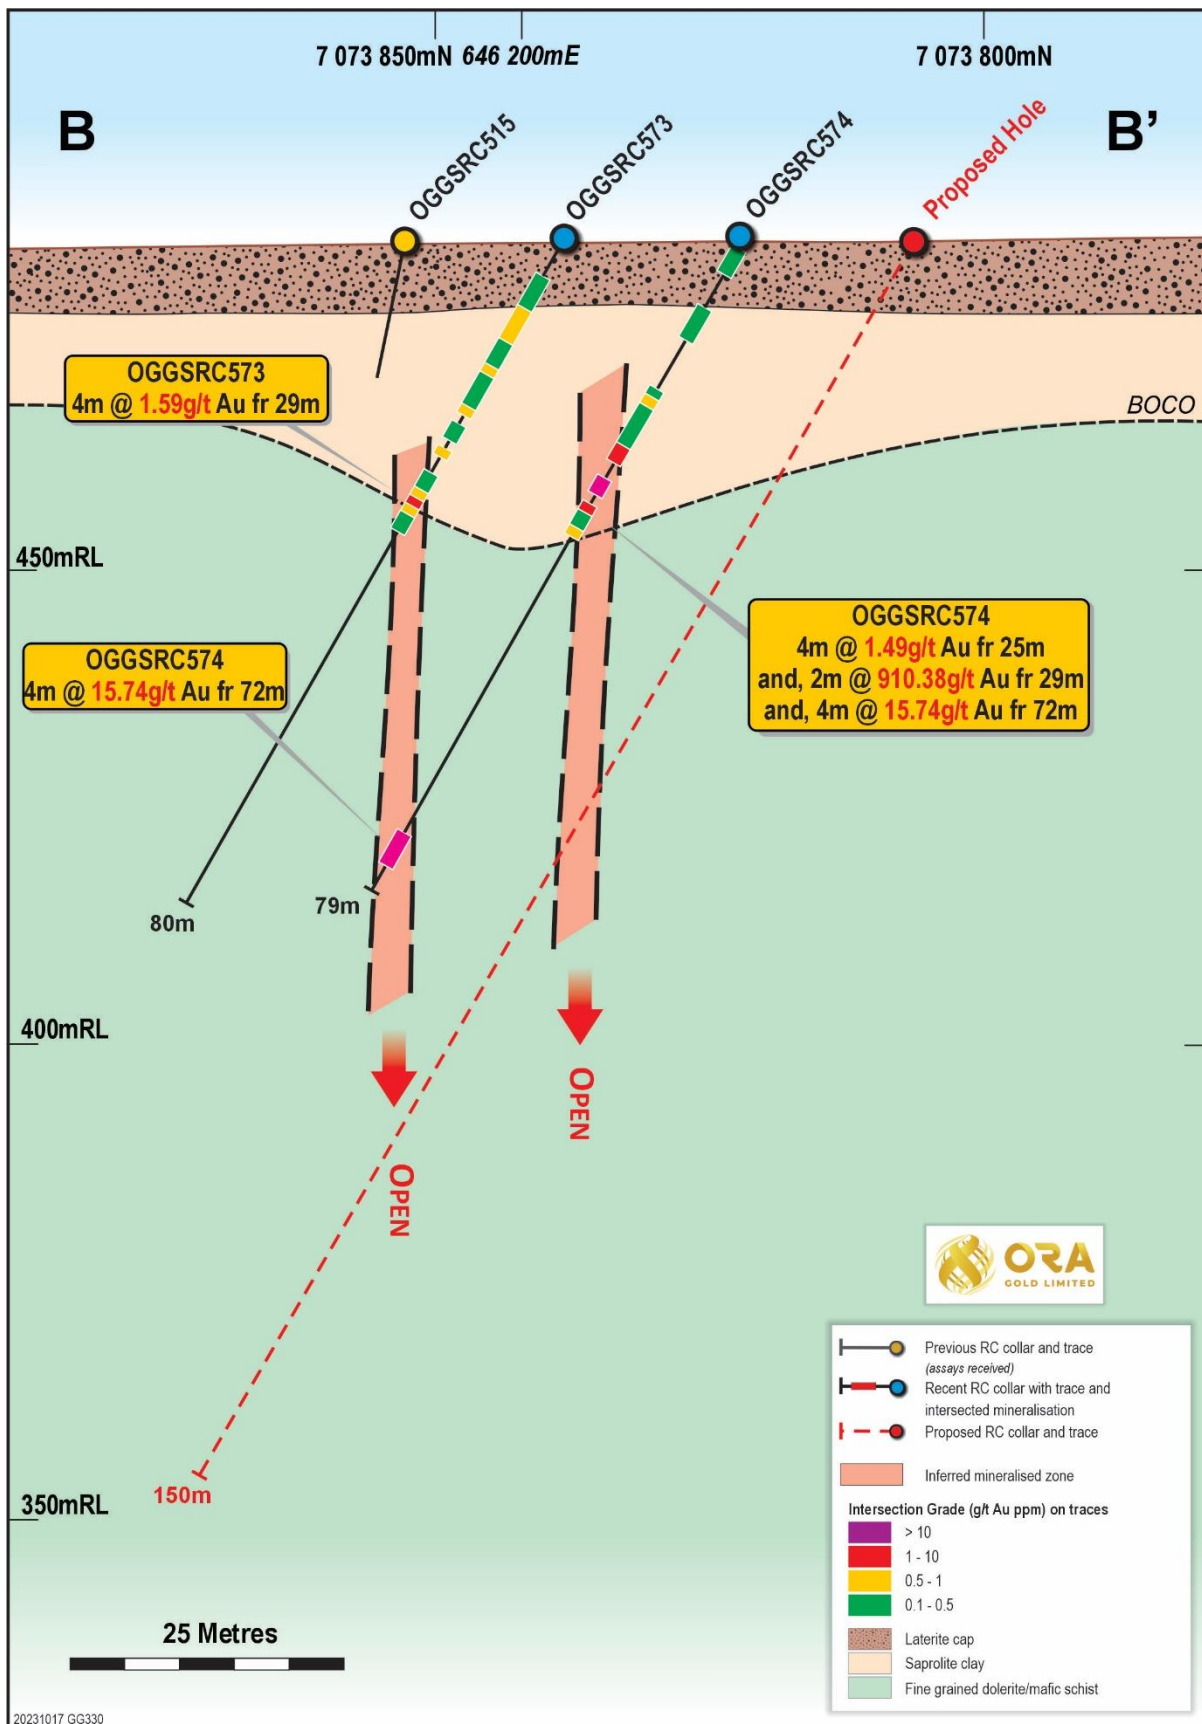 7 073 850mN 646 200mE
7 073 800mN
B
B’
OGGSRC515
OGGSRC573
OGGSRC574
Proposed Hole
OGGSRC573
4m @ 1.59g/t Au fr 29m
BOCO
450mRL
OGGSRC574
4m @ 1.49g/t Au fr 25m
and, 2m @ 910.38g/t Au fr 29m
and, 4m @ 15.74g/t Au fr 72m
OGGSRC574
4m @ 15.74g/t Au fr 72m
80m
79m
400mRL
OPEN
OPEN
150m
350mRL
ORA
GOLD LIMITED
Previous RC collar and trace
(assays received)
Recent RC collar with trace and
intersected mineralisation
Proposed RC collar and trace
Inferred mineralised zone
Intersection Grade (g/t Au ppm) on traces
> 10
1 - 10
0.5 - 1
0.1 - 0.5
Laterite cap
Saprolite clay
Fine grained dolerite/mafic schist
25 Metres
20231017 GG330